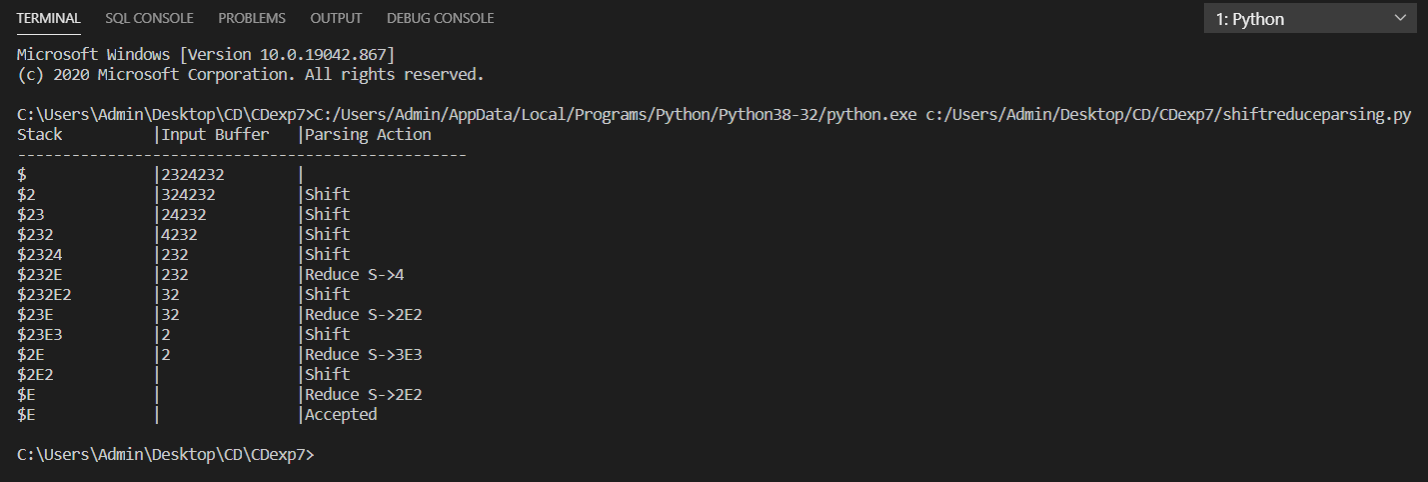 TERMINAL SQL CONSOLE PROBLEMS OUTPUT DEBUG CONSOLE 1: Python
Microsoft Windows [Version 10.0.19042.867]
(c) 2020 Microsoft Corporation. All rights reserved.
C:\Users\Admin\Desktop\CD\CDexp7>C:/Users/Admin/AppData/Local/Programs/Python/Python38-32/python.exe c:/Users/Admin/Desktop/CD/CDexp7/shiftreduceparsing.py
Stack |Input Buffer |Parsing Action
--------------------------------------------------
$ |2324232 |
$2 |324232 |Shift
$23 |24232 |Shift
$232 |4232 |Shift
$2324 |232 |Shift
$232E |232 |Reduce S->4
$232E2 |32 |Shift
$23E |32 |Reduce S->2E2
$23E3 |2 |Shift
$2E |2 |Reduce S->3E3
$2E2 | |Shift
$E | |Reduce S->2E2
$E | |Accepted
C:\Users\Admin\Desktop\CD\CDexp7>